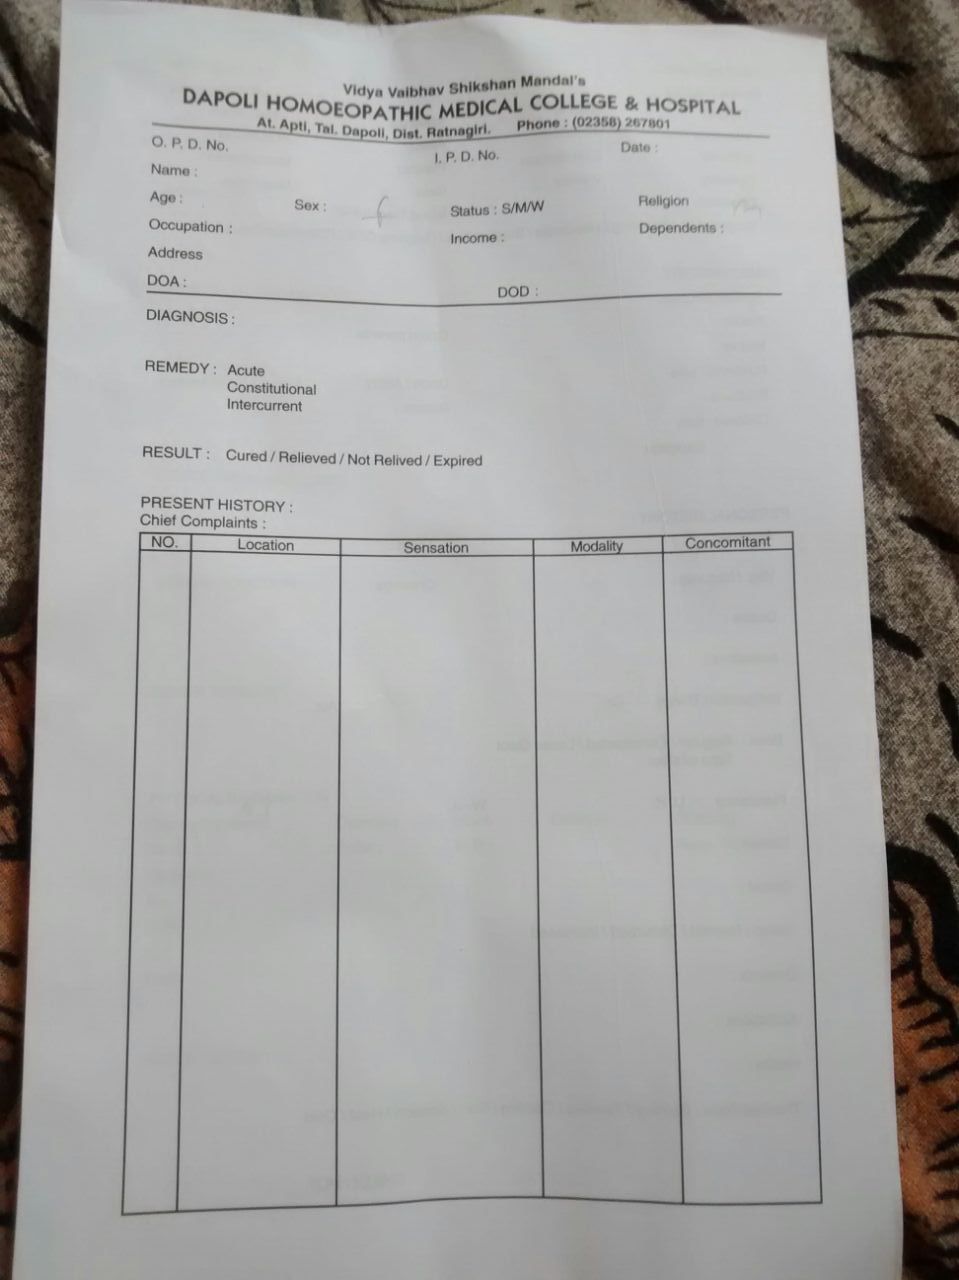 Vidya Vaibhav Shikshan Mandal's
DAPOLI HOMOEOPATHIC MEDICAL COLLEGE & HOSPITAL
At. Apti, Tal. Dapoli, Dist. Ratnagiri. Phone : (02358) 267801
O. P. D. No. I. P. D. No. Date :
Name :
Age : Sex : f Status : S/M/W Religion
Occupation : Income : Dependents :
Address
DOA : DOD :
DIAGNOSIS :
REMEDY : Acute
Constitutional
Intercurrent
RESULT : Cured / Relieved / Not Relived / Expired
PRESENT HISTORY :
Chief Complaints :
NO. Location Sensation Modality Concomitant